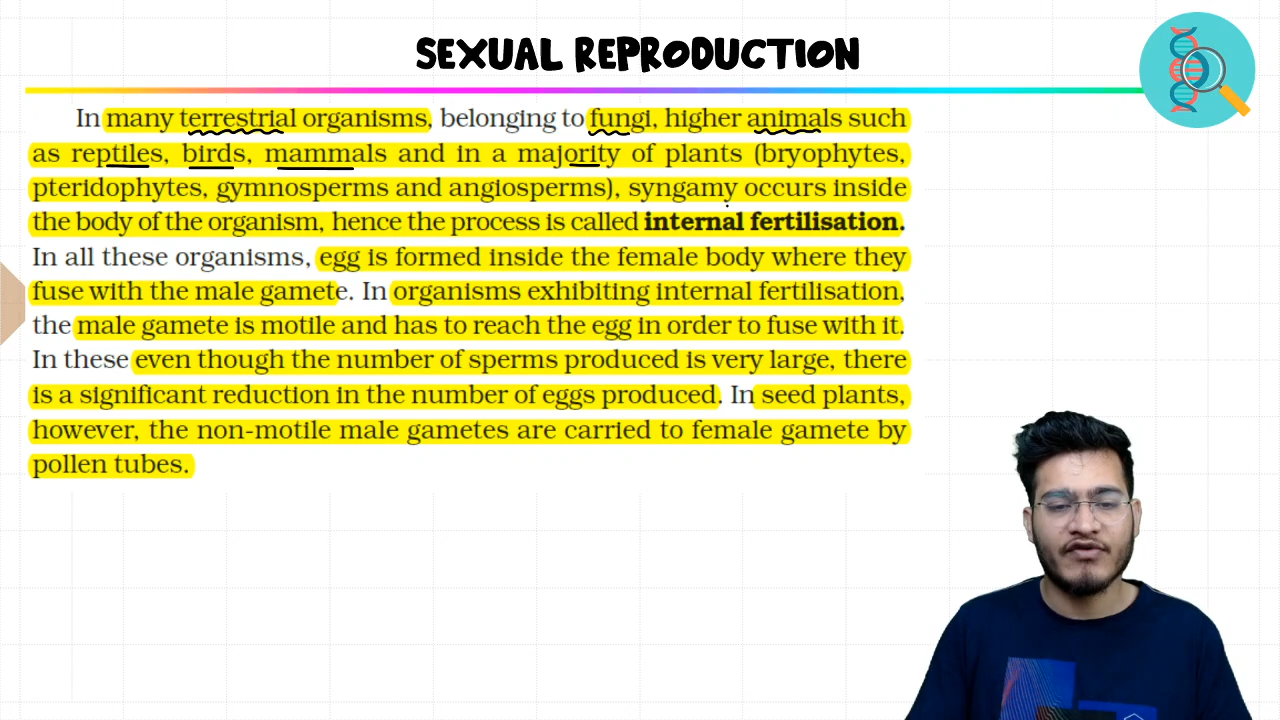 SEXUAL REPRODUCTION
In many terrestrial organisms, belonging to fungi, higher animals such
as reptiles, birds, mammals and in a majority of plants (bryophytes,
pteridophytes, gymnosperms and angiosperms), syngamy occurs inside
the body of the organism, hence the process is called internal fertilisation.
In all these organisms, egg is formed inside the female body where they
fuse with the male gamete. In organisms exhibiting internal fertilisation,
the male gamete is motile and has to reach the egg in order to fuse with it.
In these even though the number of sperms produced is very large, there
is a significant reduction in the number of eggs produced. In seed plants,
however, the non-motile male gametes are carried to female gamete by
pollen tubes.